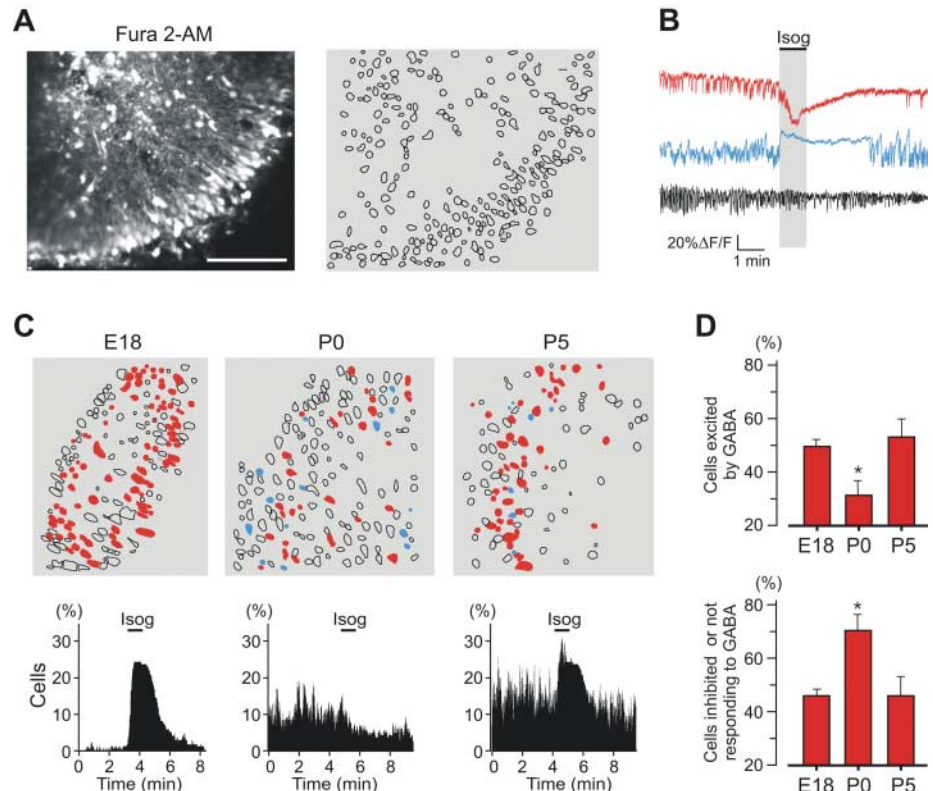 A
Fura 2-AM
B
Isog
20%ΔF/F
1 min
C
E18
P0
P5
(%)
30
20
10
0
Cells
Isog
0 2 4 6 8
Time (min)
(%)
30
20
10
0
Isog
0 2 4 6 8
Time (min)
(%)
30
20
10
0
Isog
0 2 4 6 8
Time (min)
D
(%)
80
60
40
20
Cells excited
by GABA
*
E18 P0 P5
(%)
80
60
40
20
Cells inhibited or not
responding to GABA
*
E18 P0 P5